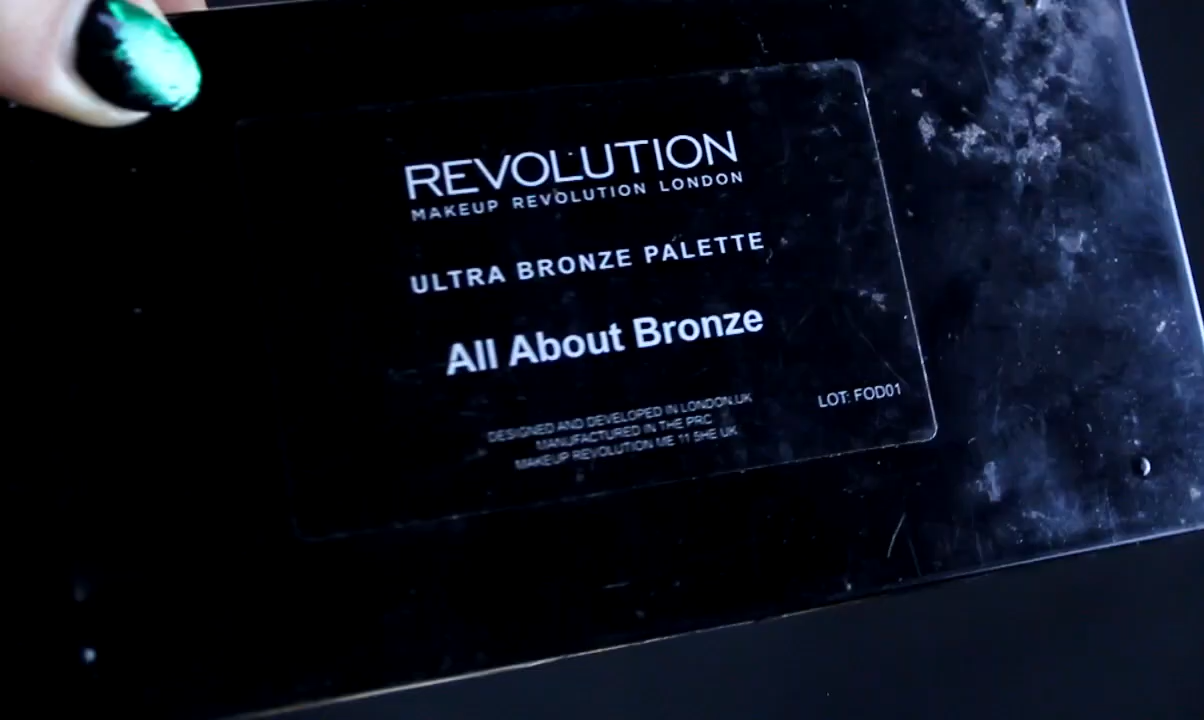 REVOLUTION
MAKEUP REVOLUTION LONDON
ULTRA BRONZE PALETTE
All About Bronze
DESIGNED AND DEVELOPED IN LONDON.UK
MANUFACTURED IN THE PRC
MAKEUP REVOLUTION ME 11 5HE UK
LOT: FOD01